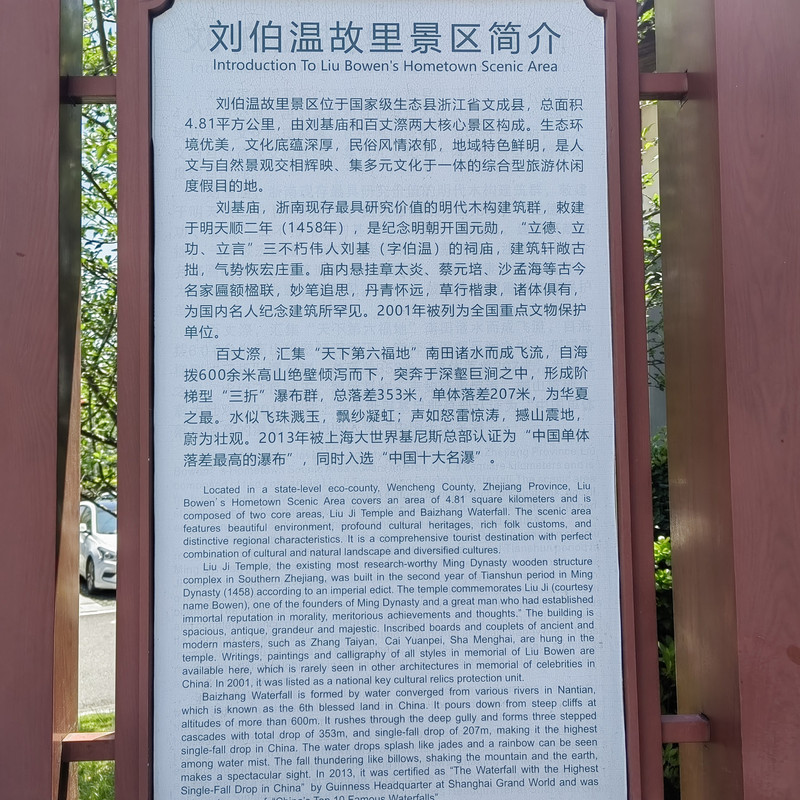 刘伯温故里景区简介
Introduction To Liu Bowen's Hometown Scenic Area
刘伯温故里景区位于国家级生态县浙江省文成县，总面积
4.81平方公里，由刘基庙和百丈漈两大核心景区构成。生态环
境优美，文化底蕴深厚，民俗风情浓郁，地域特色鲜明，是人
文与自然景观交相辉映、集多元文化于一体的综合型旅游休闲
度假目的地。
刘基庙，浙南现存最具研究价值的明代木构建筑群，敕建
于明天顺二年（1458年），是纪念明朝开国元勋，“立德、立
功、立言”三不朽伟人刘基（字伯温）的祠庙，建筑轩敞古
拙，气势恢宏庄重。庙内悬挂章太炎、蔡元培、沙孟海等古今
名家匾额楹联，妙笔追思，丹青怀远，草行楷隶，诸体俱有，
为国内名人纪念建筑所罕见。2001年被列为全国重点文物保护
单位。
百丈漈，汇集“天下第六福地”南田诸水而成飞流，自海
拨600余米高山绝壁倾泻而下，突奔于深壑巨涧之中，形成阶
梯型“三折”瀑布群，总落差353米，单体落差207米，为华夏
之最。水似飞珠溅玉，飘纱凝虹；声如怒雷惊涛，撼山震地，
蔚为壮观。2013年被上海大世界基尼斯总部认证为“中国单体
落差最高的瀑布”，同时入选“中国十大名瀑”。
Located in a state-level eco-county, Wencheng County, Zhejiang Province, Liu
Bowen`s Hometown Scenic Area covers an area of 4.81 square kilometers and is
composed of two core areas, Liu Ji Temple and Baizhang Waterfall. The scenic area
features beautiful environment, profound cultural heritages, rich folk customs, and
distinctive regional characteristics. It is a comprehensive tourist destination with perfect
combination of cultural and natural landscape and diversified cultures.
Liu Ji Temple, the existing most research-worthy Ming Dynasty wooden structure
complex in Southern Zhejiang, was built in the second year of Tianshun period in Ming
Dynasty (1458) according to an imperial edict. The temple commemorates Liu Ji (courtesy
name Bowen), one of the founders of Ming Dynasty and a great man who had established
immortal reputation in morality, meritorious achievements and thoughts.” The building is
spacious, antique, grandeur and majestic. Inscribed boards and couplets of ancient and
modern masters, such as Zhang Taiyan, Cai Yuanpei, Sha Menghai, are hung in the
temple. Writings, paintings and calligraphy of all styles in memorial of Liu Bowen are
available here, which is rarely seen in other architectures in memorial of celebrities in
China. In 2001, it was listed as a national key cultural relics protection unit.
Baizhang Waterfall is formed by water converged from various rivers in Nantian,
which is known as the 6th blessed land in China. It pours down from steep cliffs at
altitudes of more than 600m. It rushes through the deep gully and forms three stepped
cascades with total drop of 353m, and single-fall drop of 207m, making it the highest
single-fall drop in China. The water drops splash like jades and a rainbow can be seen
among water mist. The fall thundering like billows, shaking the mountain and the earth,
makes a spectacular sight. In 2013, it was certified as “The Waterfall with the Highest
Single-Fall Drop in China” by Guinness Headquarter at Shanghai Grand World and was
of “China's Top 10 Famous Waterfalls”